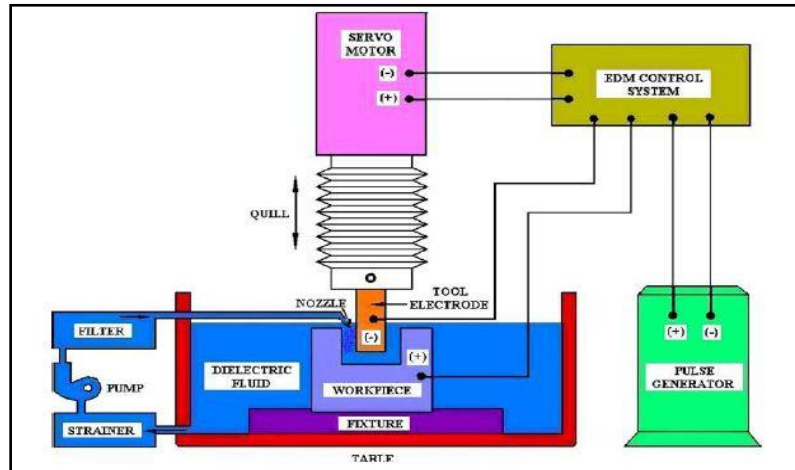 SERVO
MOTOR
(-)
(+)
EDM CONTROL
SYSTEM
QUILL
TOOL
ELECTRODE
NOZZLE
FILTER
(-)
(+)
(+)
(-)
DIELECTRIC
FLUID
PUMP
WORKPIECE
PULSE
GENERATOR
STRAINER
FIXTURE
TABLE